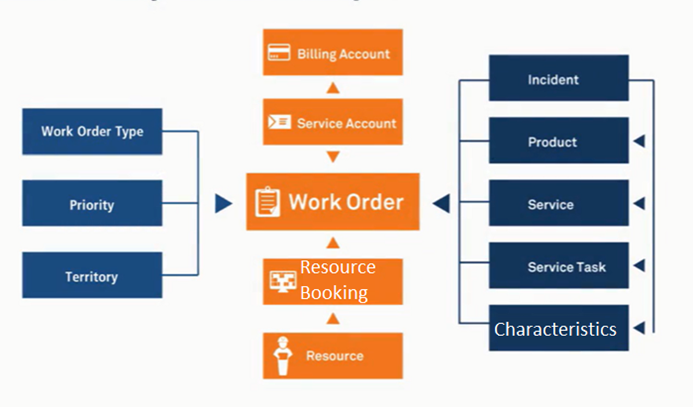 Billing Account
Service Account
Work Order Type
Priority
Territory
Work Order
Resource
Booking
Resource
Incident
Product
Service
Service Task
Characteristics